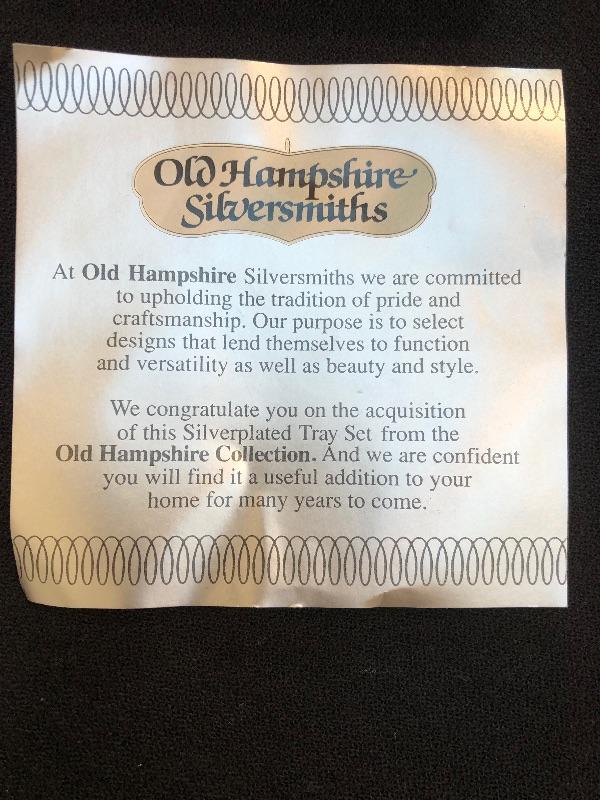 Old Hampshire
Silversmiths
At Old Hampshire Silversmiths we are committed
to upholding the tradition of pride and
craftsmanship. Our purpose is to select
designs that lend themselves to function
and versatility as well as beauty and style.
We congratulate you on the acquisition
of this Silverplated Tray Set from the
Old Hampshire Collection. And we are confident
you will find it a useful addition to your
home for many years to come.